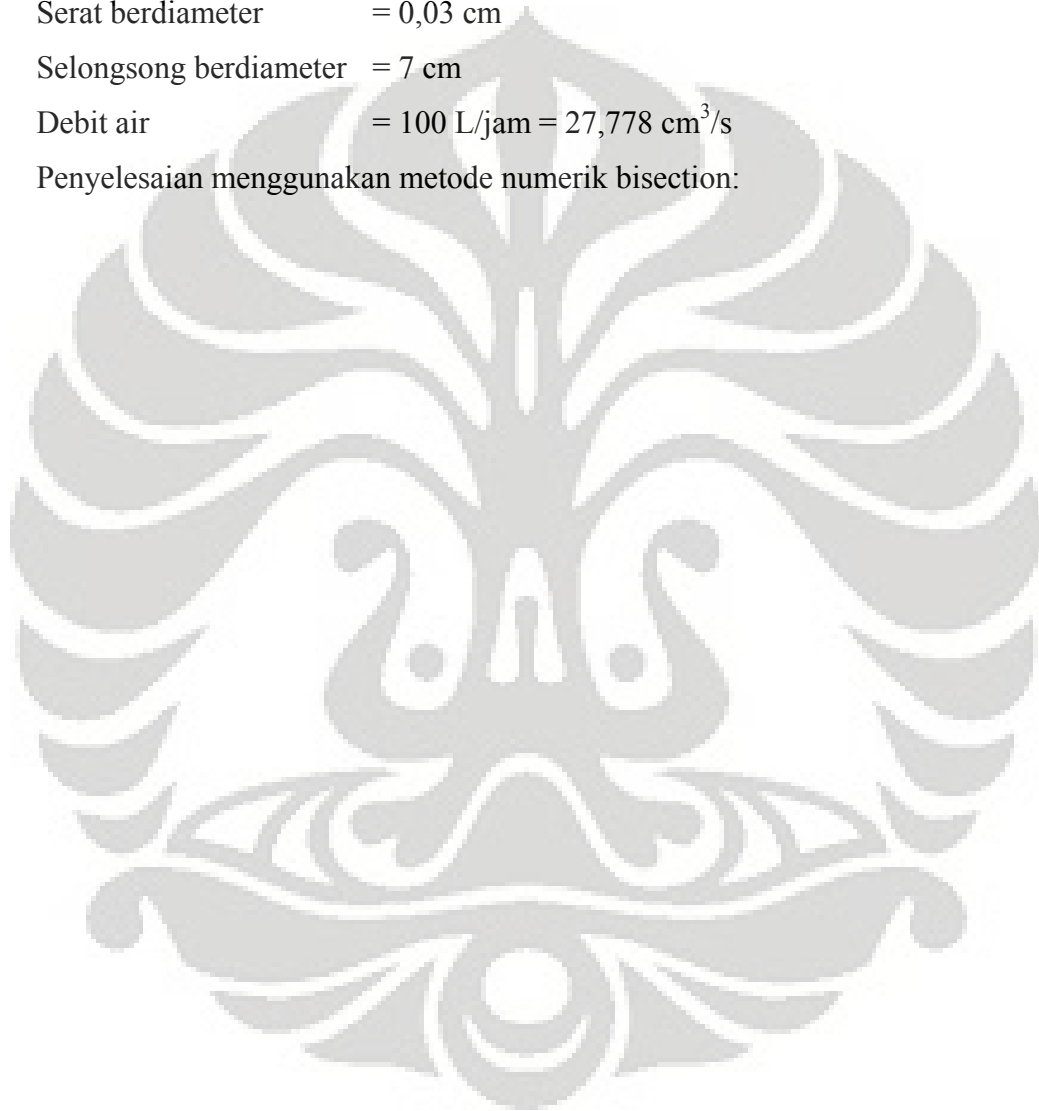 Serat berdiameter = 0,03 cm
Selongsong berdiameter = 7 cm
Debit air = 100 L/jam = 27,778 cm³/s
Penyelesaian menggunakan metode numerik bisection: